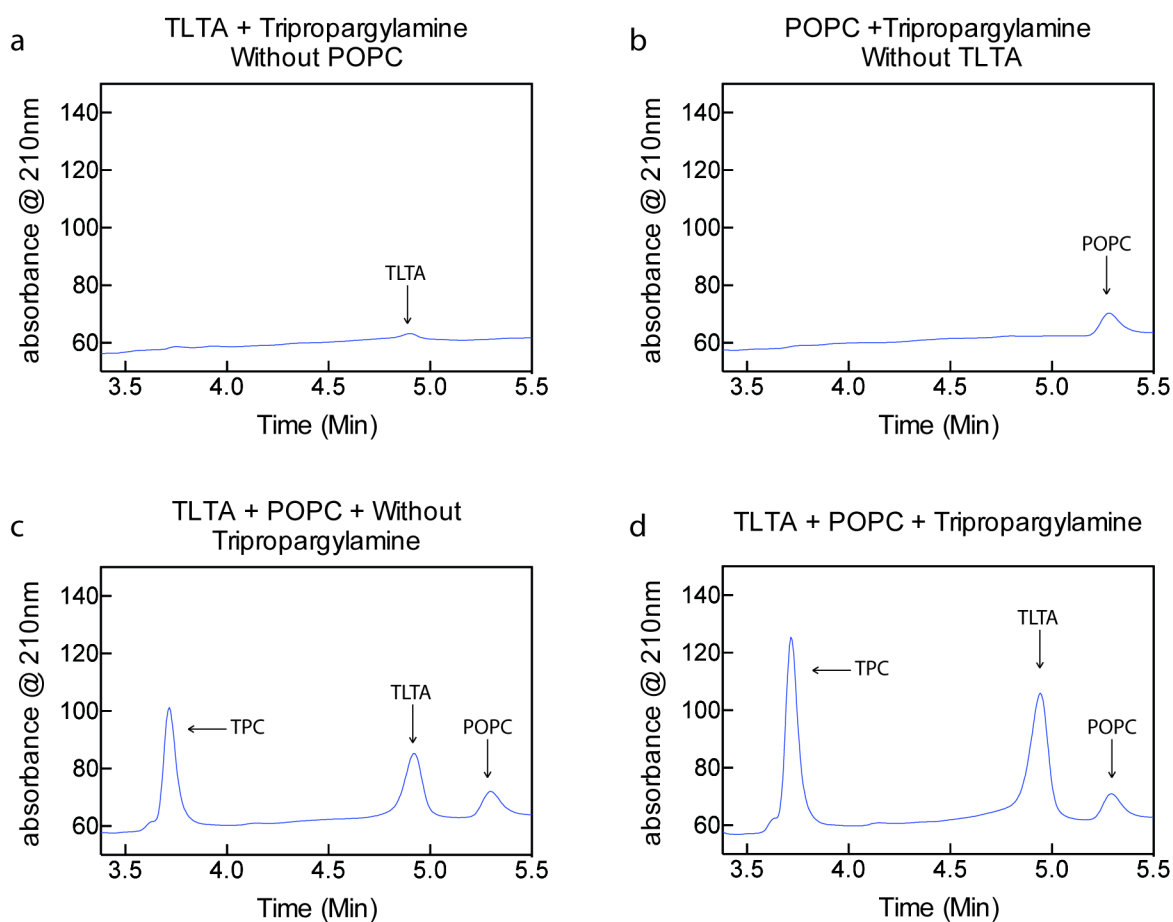 a
TLTA + Tripropargylamine
Without POPC
absorbance @ 210nm
140
120
100
80
60
TLTA
3.5 4.0 4.5 5.0 5.5
Time (Min)
b
POPC +Tripropargylamine
Without TLTA
absorbance @ 210nm
140
120
100
80
60
POPC
3.5 4.0 4.5 5.0 5.5
Time (Min)
c
TLTA + POPC + Without
Tripropargylamine
absorbance @ 210nm
140
120
100
80
60
TPC
TLTA
POPC
3.5 4.0 4.5 5.0 5.5
Time (Min)
d
TLTA + POPC + Tripropargylamine
absorbance @ 210nm
140
120
100
80
60
TPC
TLTA
POPC
3.5 4.0 4.5 5.0 5.5
Time (Min)